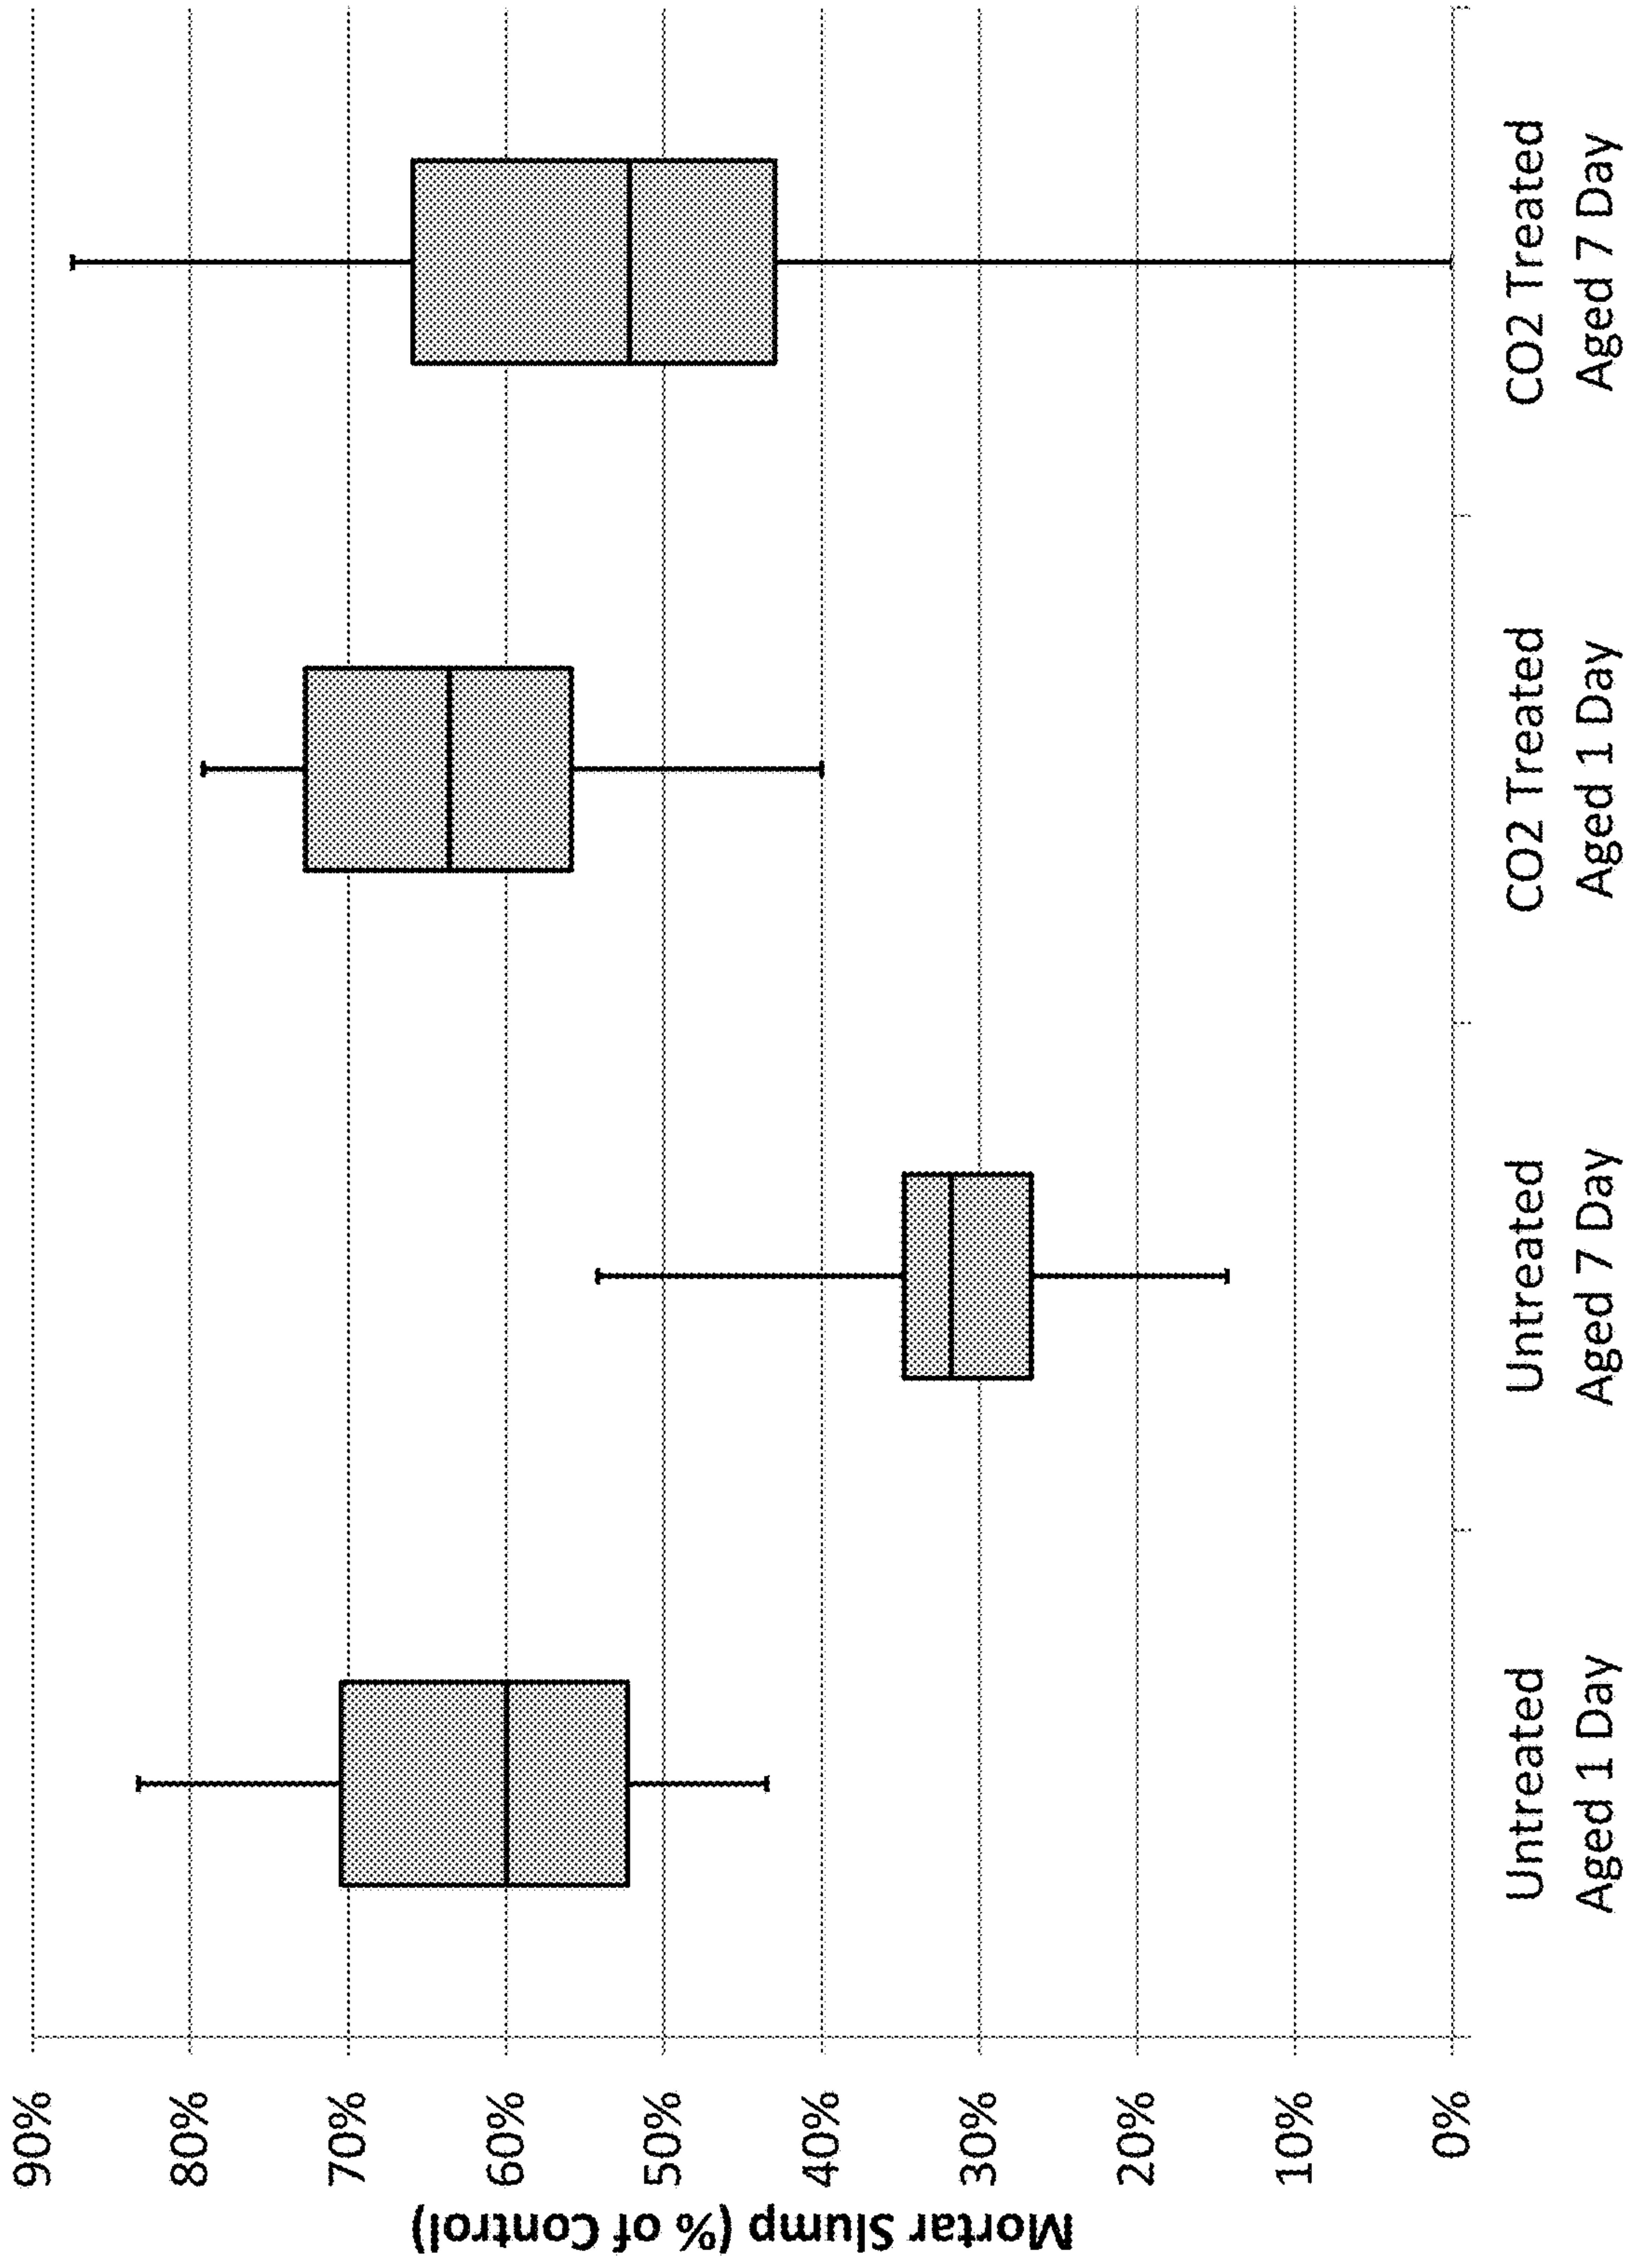 Mortar Slump (% of Control)
90%
80%
70%
60%
50%
40%
30%
20%
10%
0%
Untreated
Aged 1 Day
Untreated
Aged 7 Day
CO2 Treated
Aged 1 Day
CO2 Treated
Aged 7 Day